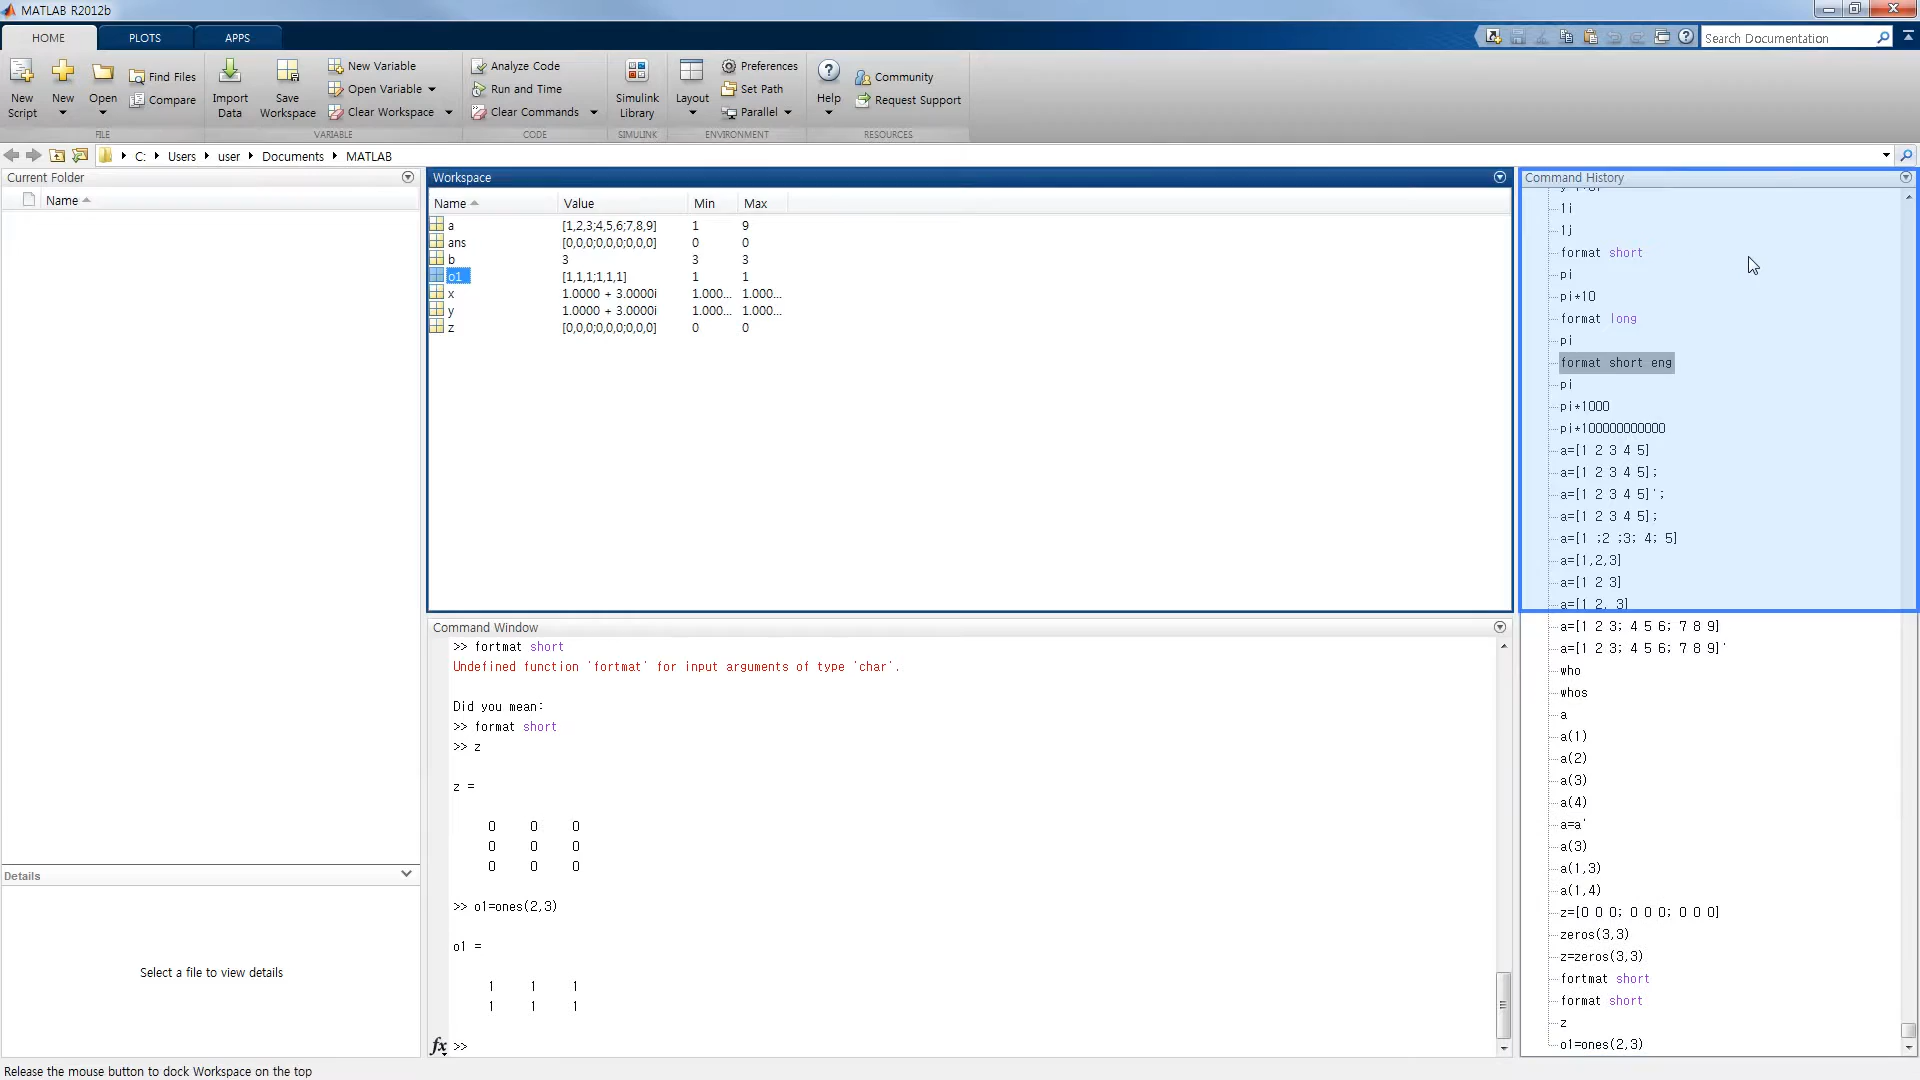 MATLAB R2012b
HOME
PLOTS
APPS
Search Documentation
New
Script
New
Open
Find Files
Compare
Import
Data
Save
Workspace
New Variable
Open Variable
Clear Workspace
Analyze Code
Run and Time
Clear Commands
Simulink
Library
Layout
Preferences
Set Path
Parallel
Help
Community
Request Support
FILE
VARIABLE
CODE
SIMULINK
ENVIRONMENT
RESOURCES
C: Users user Documents MATLAB
Current Folder
Name
Details
Select a file to view details
Workspace
Name Value Min Max
a [1,2,3;4,5,6;7,8,9] 1 9
ans [0,0,0;0,0,0;0,0,0] 0 0
b 3 3 3
o1 [1,1,1;1,1,1] 1 1
x 1.0000 + 3.0000i 1.000... 1.000...
y 1.0000 + 3.0000i 1.000... 1.000...
z [0,0,0;0,0,0;0,0,0] 0 0
Command Window
>> fortmat short
Undefined function 'fortmat' for input arguments of type 'char'.
Did you mean:
>> format short
>> z
z =
0 0 0
0 0 0
0 0 0
>> o1=ones(2,3)
o1 =
1 1 1
1 1 1
fx >>
Command History
1i
1j
format short
pi
pi*10
format long
pi
format short eng
pi
pi*1000
pi*100000000000
a=[1 2 3 4 5]
a=[1 2 3 4 5];
a=[1 2 3 4 5]';
a=[1 2 3 4 5];
a=[1 ;2 ;3; 4; 5]
a=[1,2,3]
a=[1 2 3]
a=[1 2, 3]
a=[1 2 3; 4 5 6; 7 8 9]
a=[1 2 3; 4 5 6; 7 8 9]'
who
whos
a
a(1)
a(2)
a(3)
a(4)
a=a'
a(3)
a(1,3)
a(1,4)
z=[0 0 0; 0 0 0; 0 0 0]
zeros(3,3)
z=zeros(3,3)
fortmat short
format short
z
o1=ones(2,3)
Release the mouse button to dock Workspace on the top